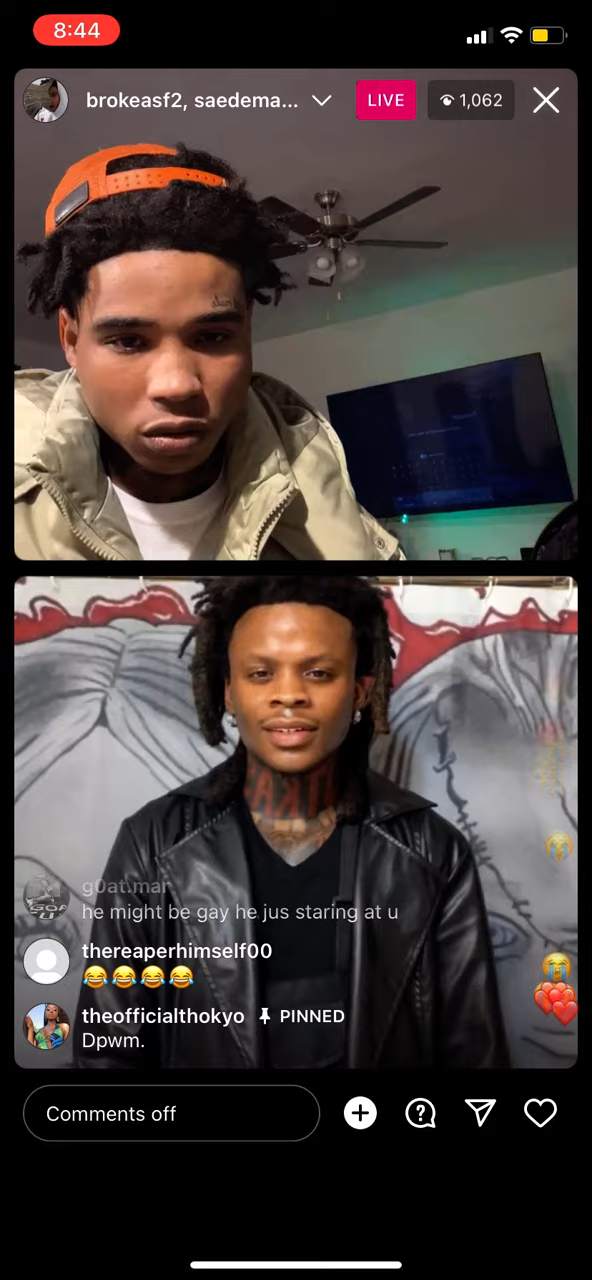 8:44
brokeasf2, saedema...
LIVE
1,062
g0at.mar
he might be gay he jus staring at u
thereaperhimself00
😂😂😂😂
theofficialthokyo PINNED
Dpwm.
Comments off